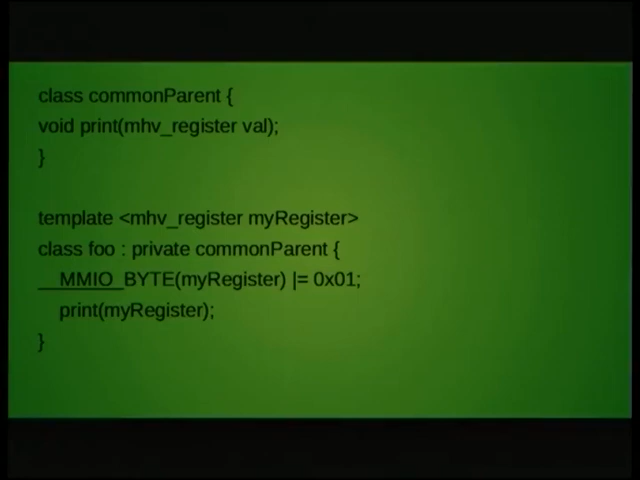 class commonParent {
void print(mhv_register val);
}
template <mhv_register myRegister>
class foo : private commonParent {
__MMIO_BYTE(myRegister) |= 0x01;
print(myRegister);
}